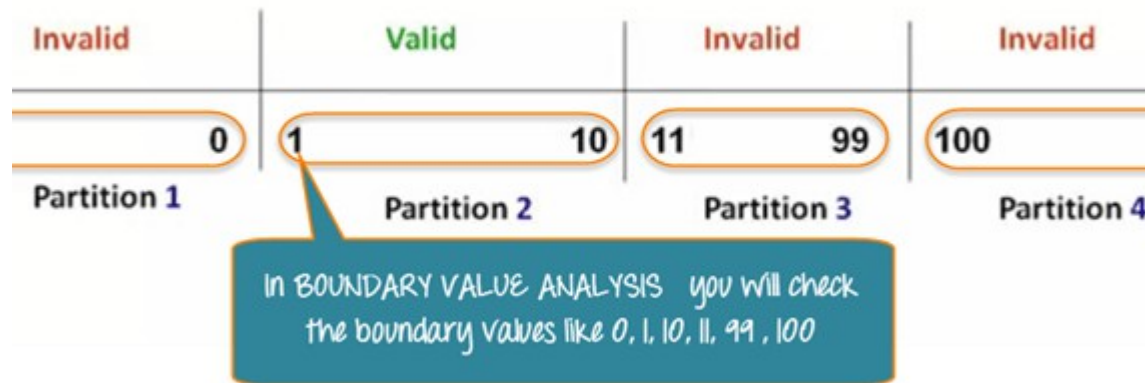 Invalid Valid Invalid Invalid
0 1 10 11 99 100
Partition 1 Partition 2 Partition 3 Partition 4
In BOUNDARY VALUE ANALYSIS you will check
the boundary values like 0, 1, 10, 11, 99 , 100